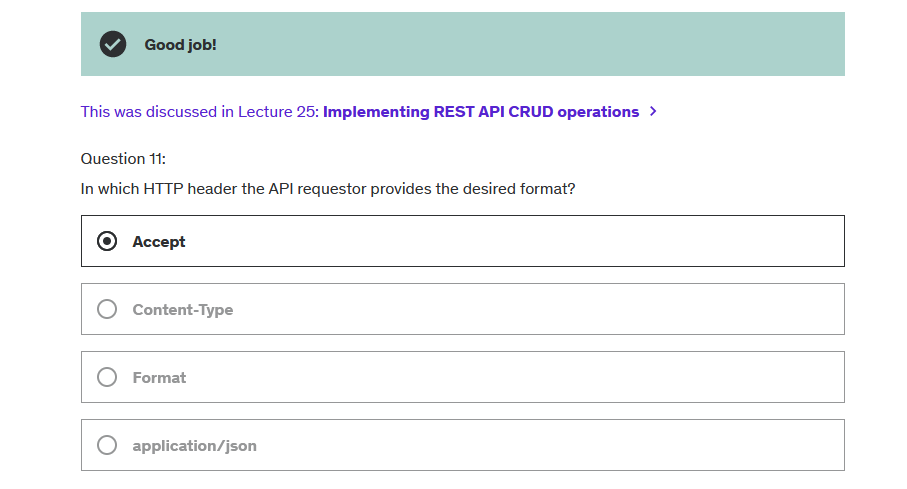 Good job!
This was discussed in Lecture 25: Implementing REST API CRUD operations
Question 11:
In which HTTP header the API requestor provides the desired format?
Accept
Content-Type
Format
application/json